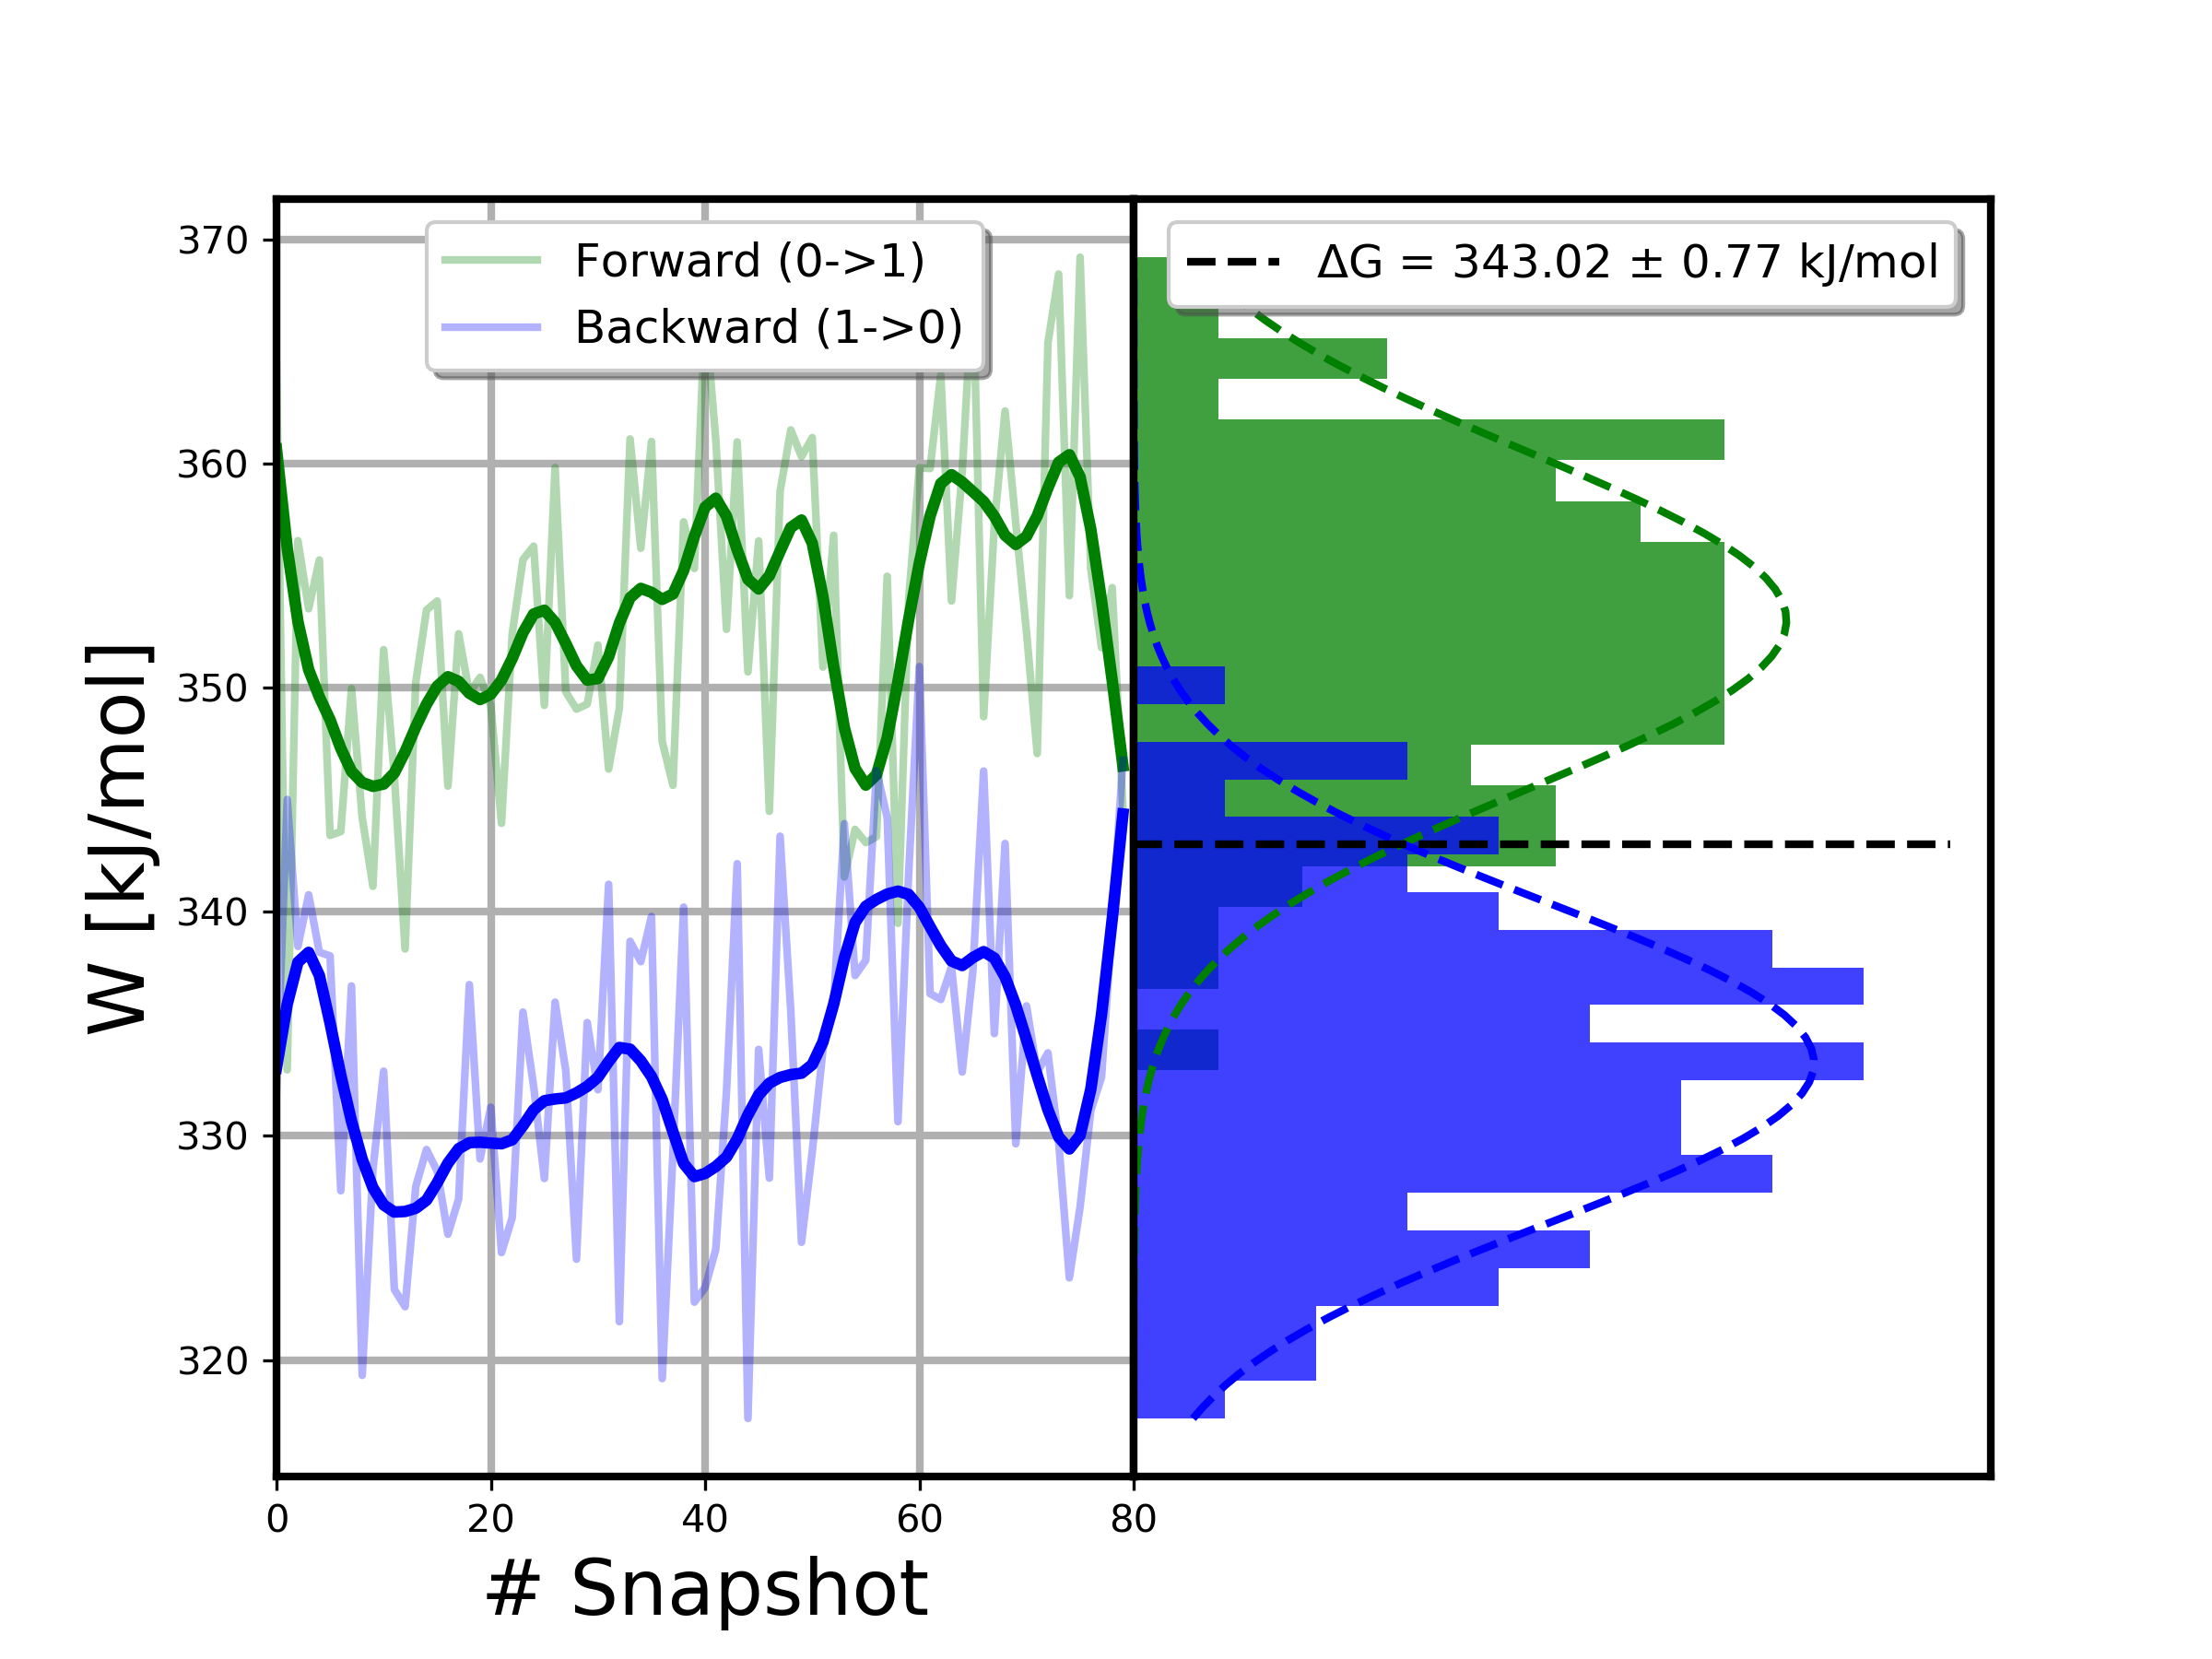 Forward (0->1)
Backward (1->0)
ΔG = 343.02 ± 0.77 kJ/mol
W [kJ/mol]
370
360
350
340
330
320
0 20 40 60 80
# Snapshot